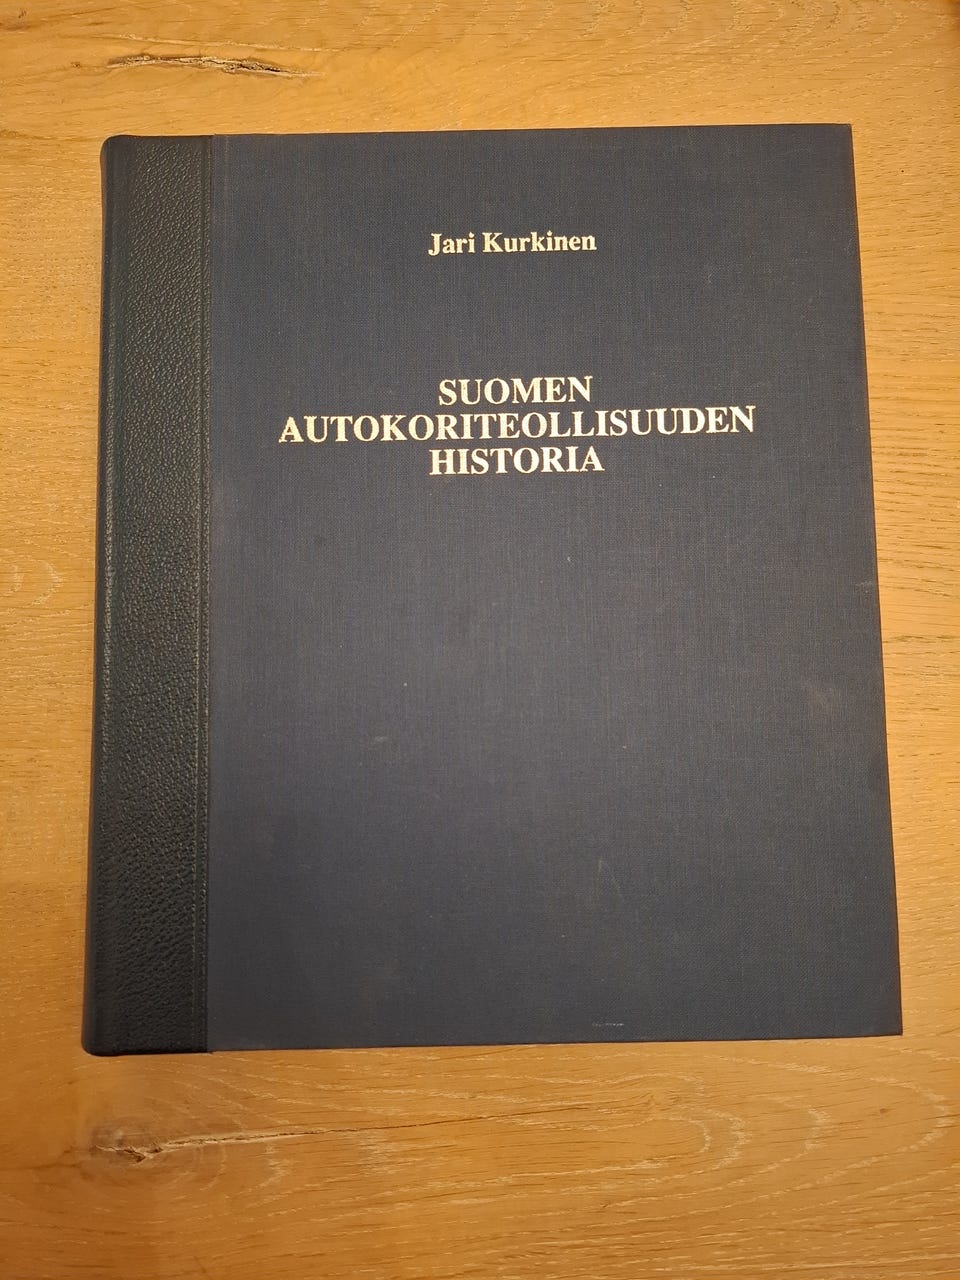 Jari Kurkinen
SUOMEN
AUTOKORITEOLLISUUDEN
HISTORIA